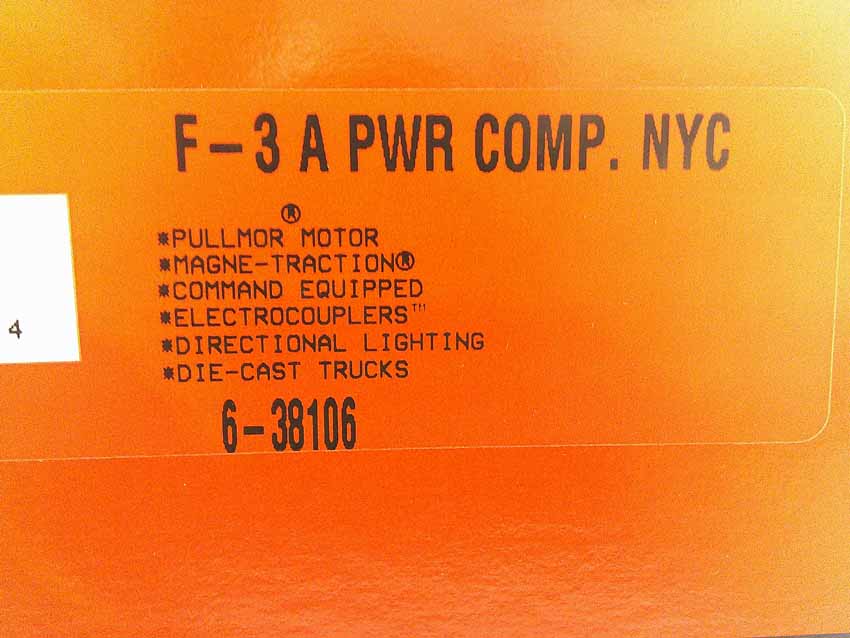 F-3 A PWR COMP. NYC
*PULLMOR® MOTOR
*MAGNE-TRACTION®
*COMMAND EQUIPPED
*ELECTROCOUPLERS™
*DIRECTIONAL LIGHTING
*DIE-CAST TRUCKS
6-38106
4